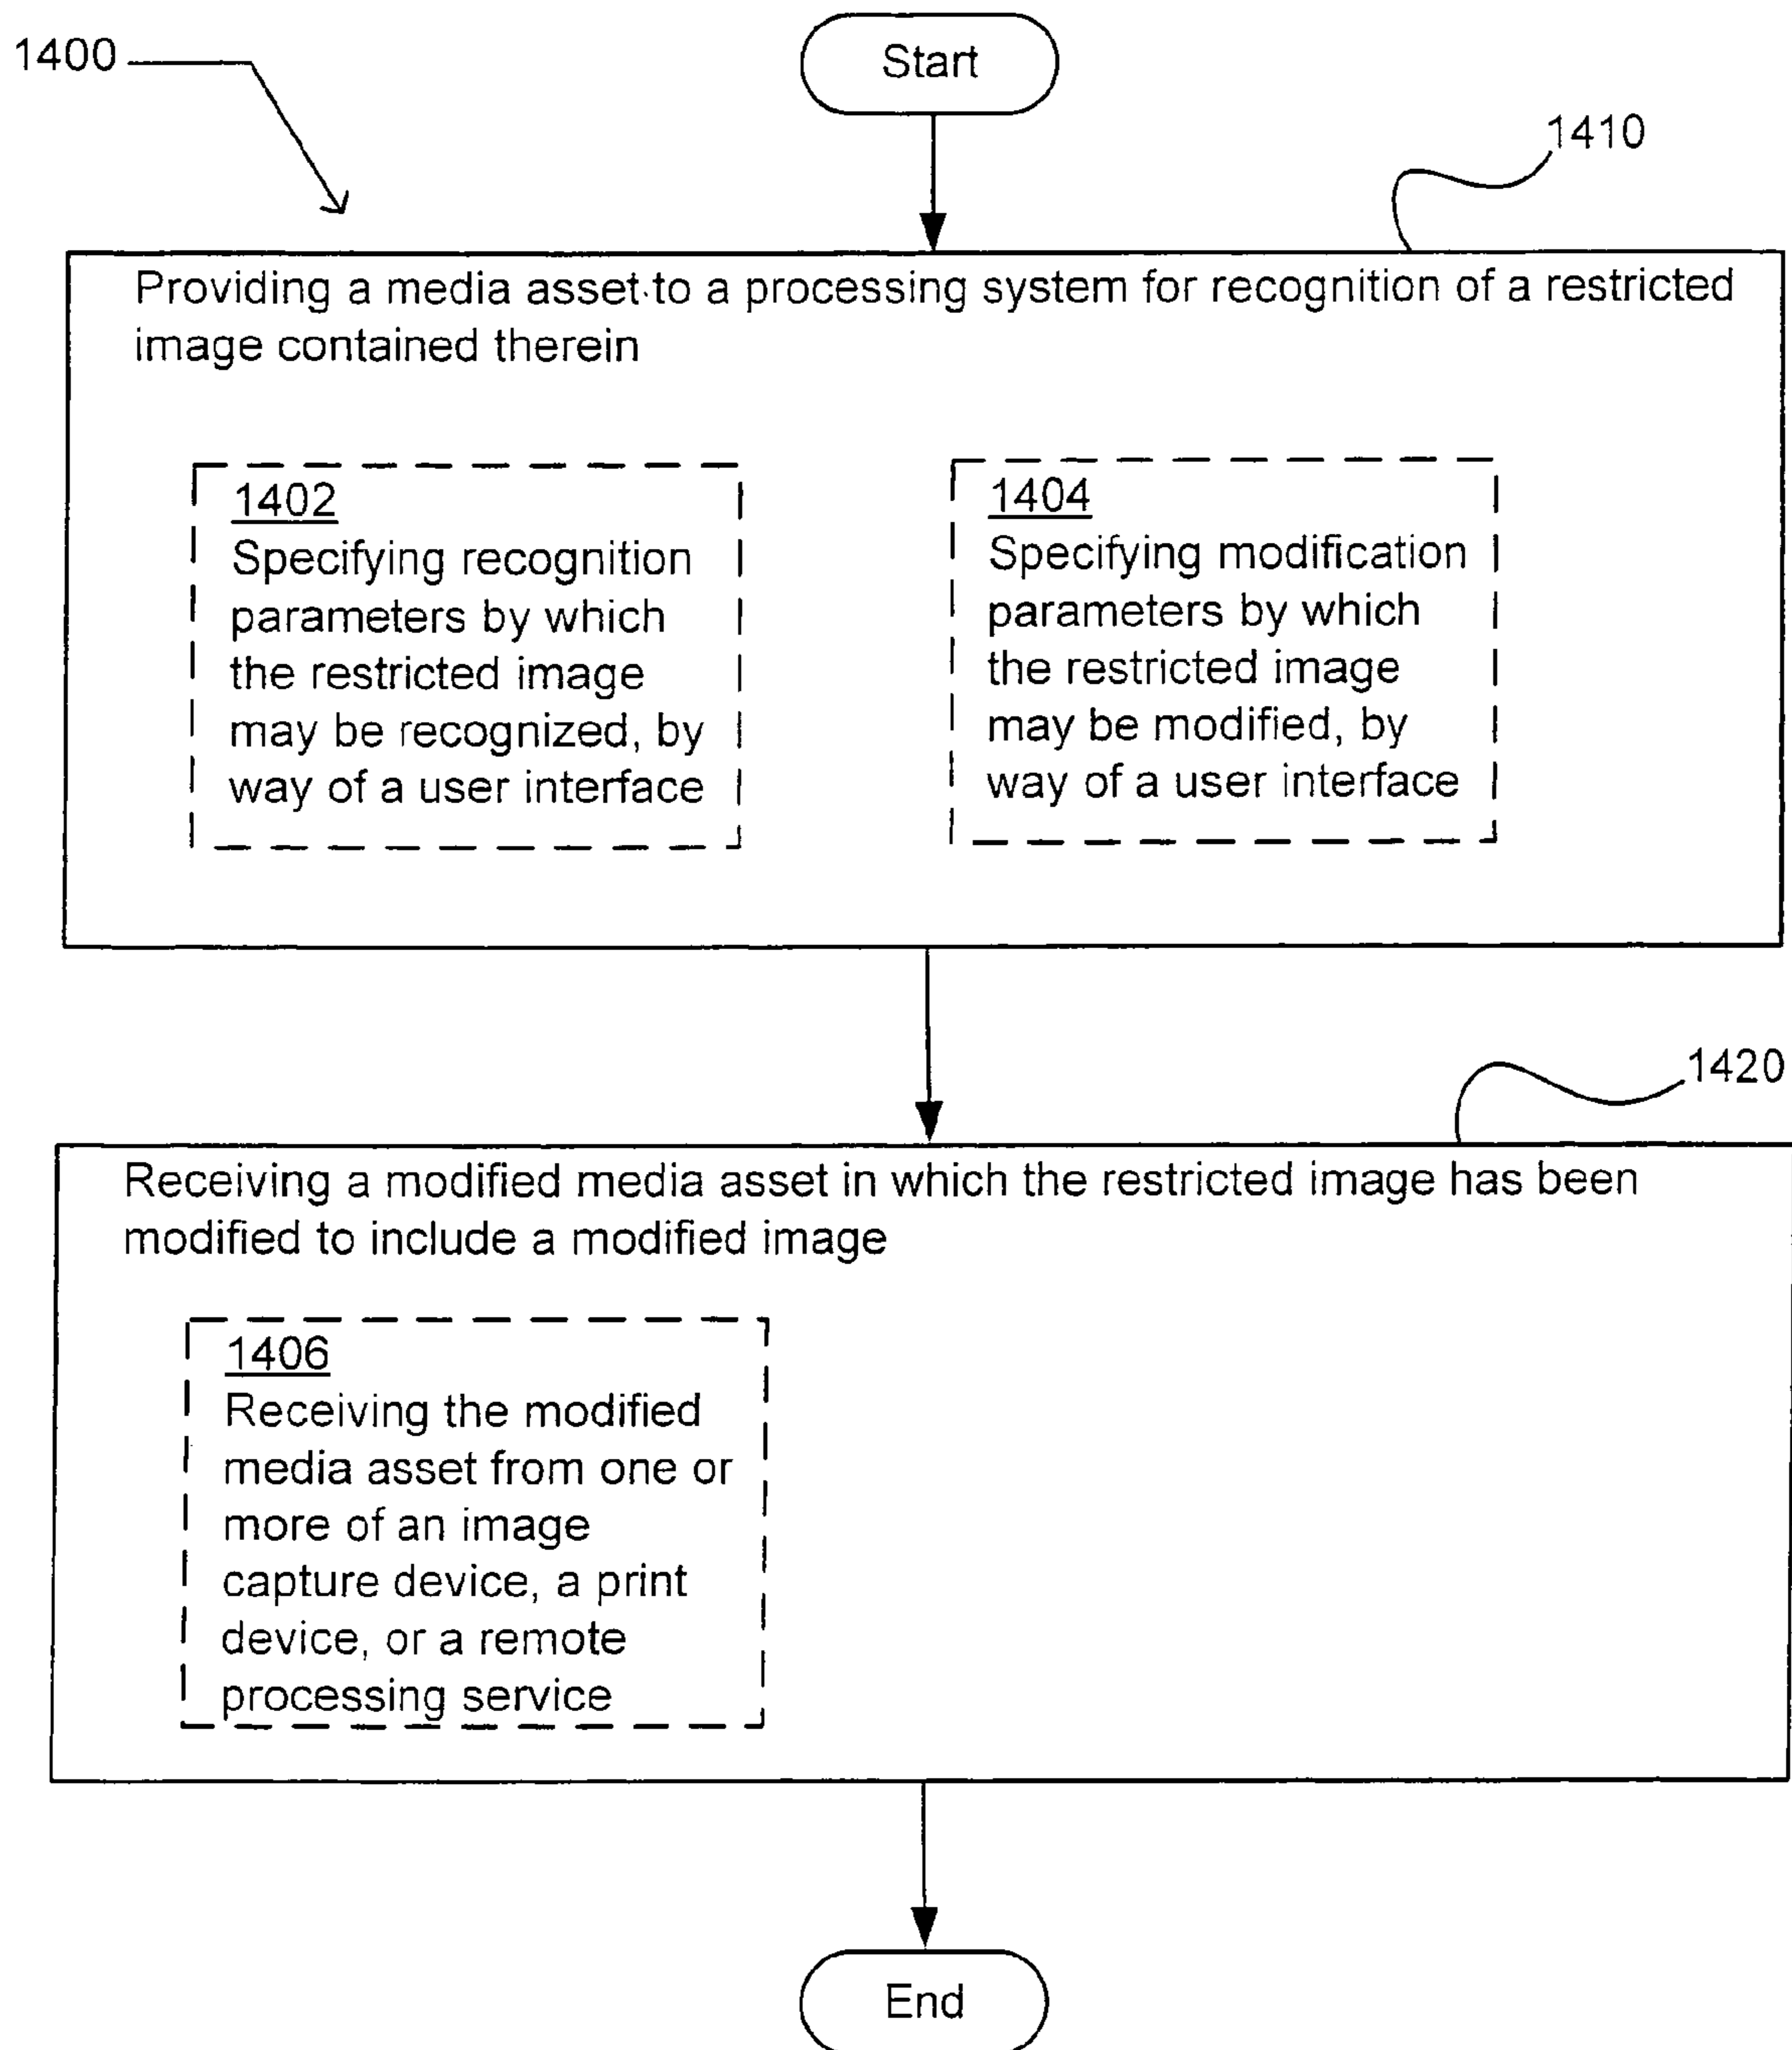 1400
Start
1410
Providing a media asset to a processing system for recognition of a restricted
image contained therein
1402
Specifying recognition
parameters by which
the restricted image
may be recognized, by
way of a user interface
1404
Specifying modification
parameters by which
the restricted image
may be modified, by
way of a user interface
1420
Receiving a modified media asset in which the restricted image has been
modified to include a modified image
1406
Receiving the modified
media asset from one or
more of an image
capture device, a print
device, or a remote
processing service
End